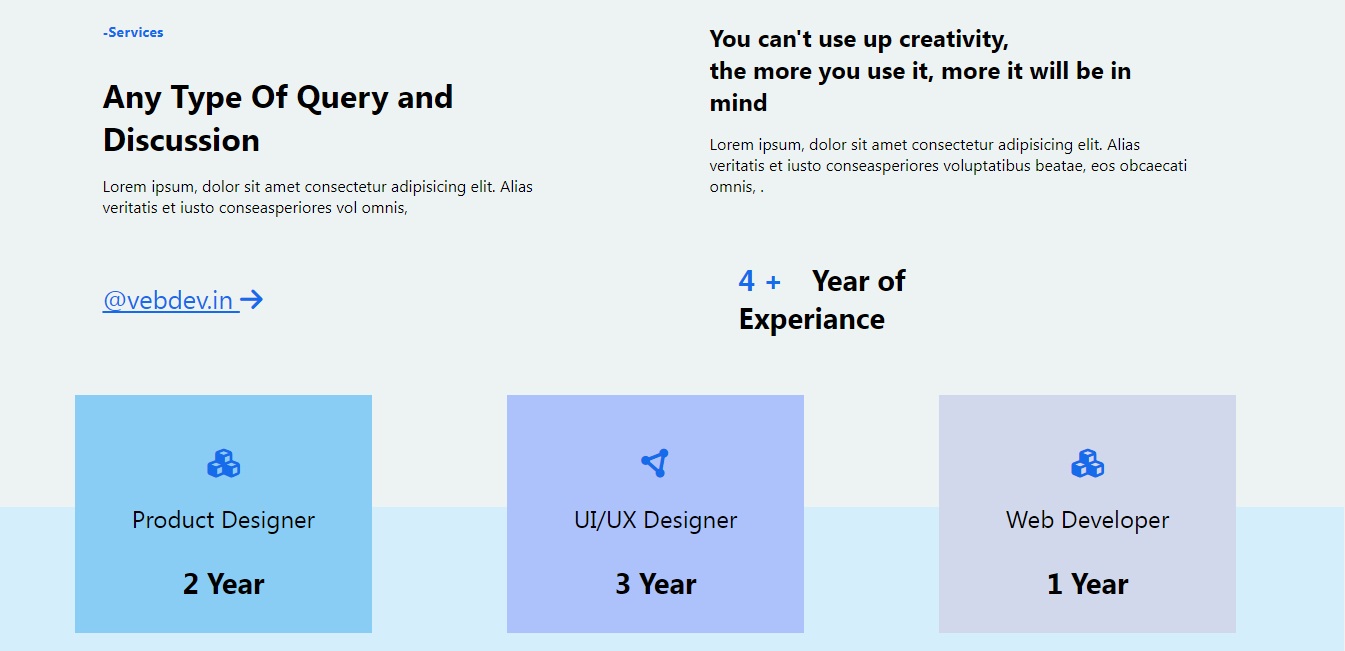 -Services
Any Type Of Query and
Discussion
Lorem ipsum, dolor sit amet consectetur adipisicing elit. Alias
veritatis et iusto conseasperiores vol omnis,
@vebdev.in
You can't use up creativity,
the more you use it, more it will be in
mind
Lorem ipsum, dolor sit amet consectetur adipisicing elit. Alias
veritatis et iusto conseasperiores voluptatibus beatae, eos obcaecati
omnis, .
4 + Year of
Experiance
Product Designer
2 Year
UI/UX Designer
3 Year
Web Developer
1 Year